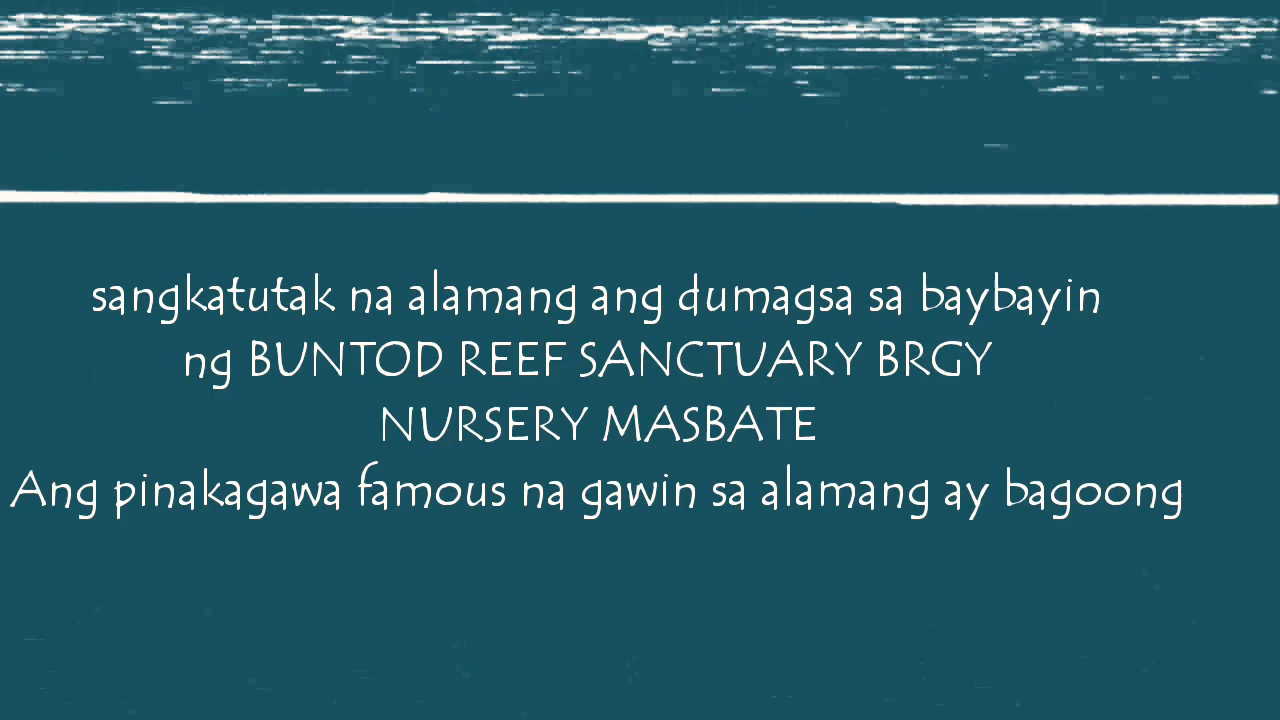 sangkatutak na alamang ang dumagsa sa baybayin
ng BUNTOD REEF SANCTUARY BRGY
NURSERY MASBATE
Ang pinakagawa famous na gawin sa alamang ay bagoong